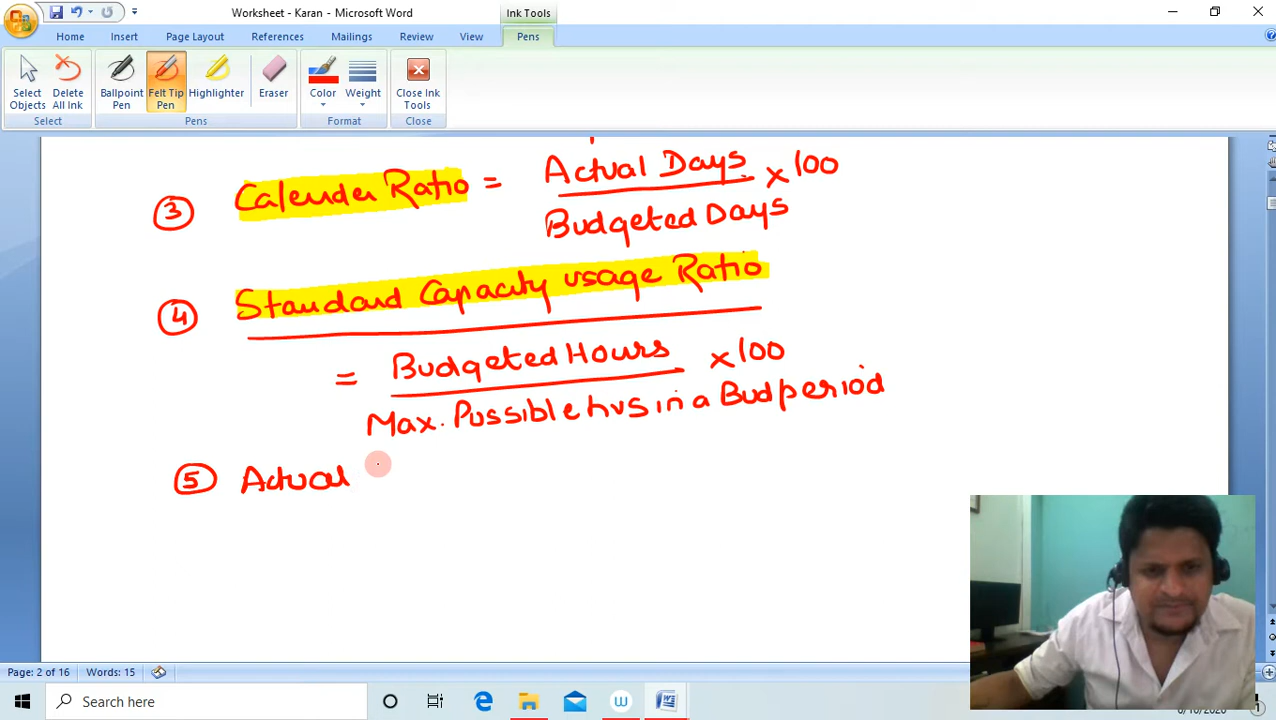 Worksheet - Karan - Microsoft Word
Ink Tools
Home Insert Page Layout References Mailings Review View Pens
Select Objects
Delete All Ink
Ballpoint Pen
Felt Tip Pen
Highlighter
Eraser
Color
Weight
Close Ink Tools
Select
Pens
Format
Close
③ Calender Ratio = Actual Days ×100
Budgeted Days
④ Standard Capacity usage Ratio
= Budgeted Hours ×100
Max. Possible hrs in a Bud period
⑤ Actual
Page: 2 of 16 Words: 15
Search here